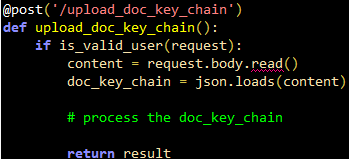 @post('/upload_doc_key_chain')
def upload_doc_key_chain():
    if is_valid_user(request):
        content = request.body.read()
        doc_key_chain = json.loads(content)
        # process the doc_key_chain
        return result